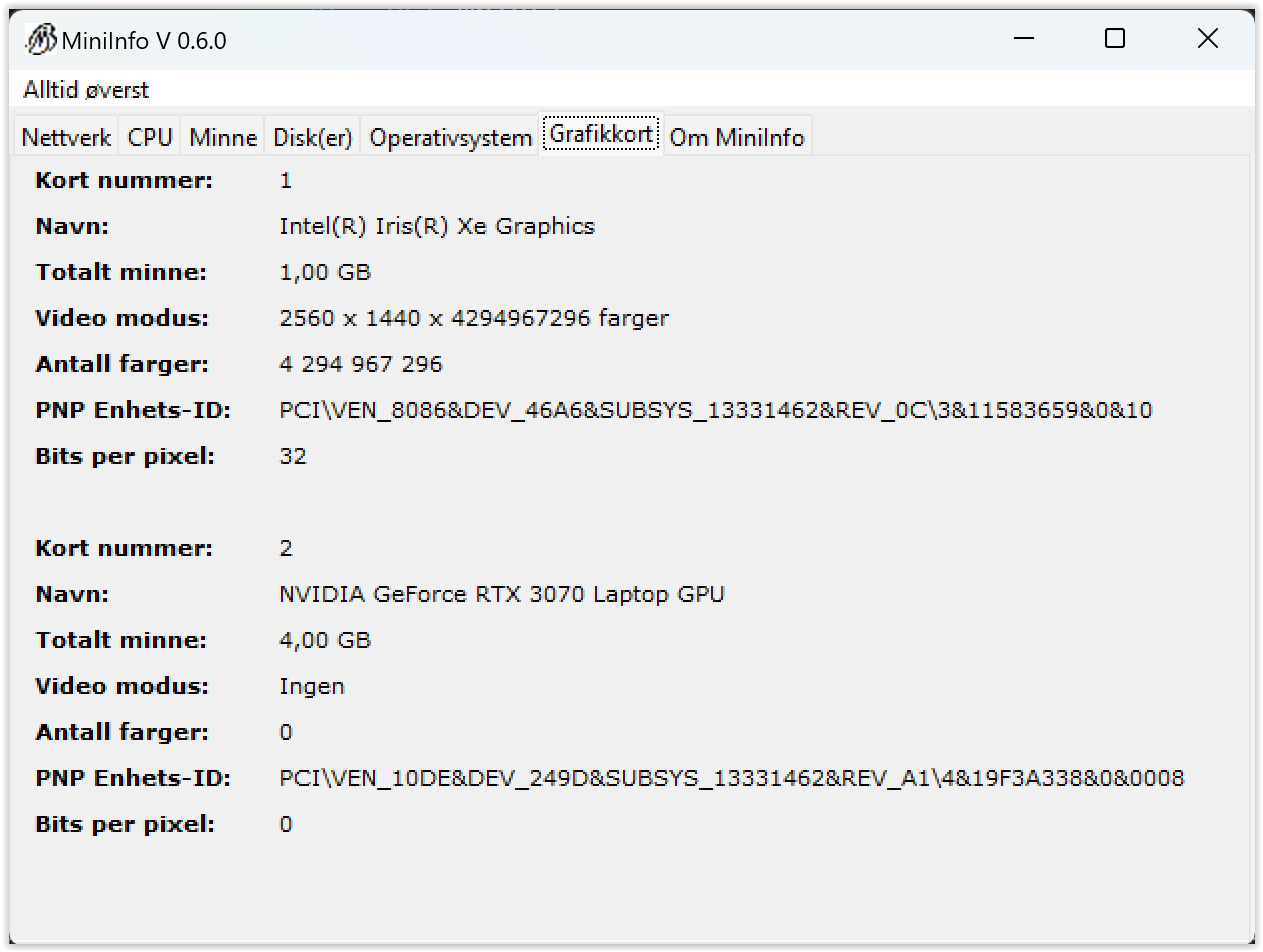 MiniInfo V 0.6.0
Alltid øverst
Nettverk CPU Minne Disk(er) Operativsystem Grafikkort Om MiniInfo
Kort nummer: 1
Navn: Intel(R) Iris(R) Xe Graphics
Totalt minne: 1,00 GB
Video modus: 2560 x 1440 x 4294967296 farger
Antall farger: 4 294 967 296
PNP Enhets-ID: PCI\VEN_8086&DEV_46A6&SUBSYS_13331462&REV_0C\3&11583659&0&10
Bits per pixel: 32
Kort nummer: 2
Navn: NVIDIA GeForce RTX 3070 Laptop GPU
Totalt minne: 4,00 GB
Video modus: Ingen
Antall farger: 0
PNP Enhets-ID: PCI\VEN_10DE&DEV_249D&SUBSYS_13331462&REV_A1\4&19F3A338&0&0008
Bits per pixel: 0